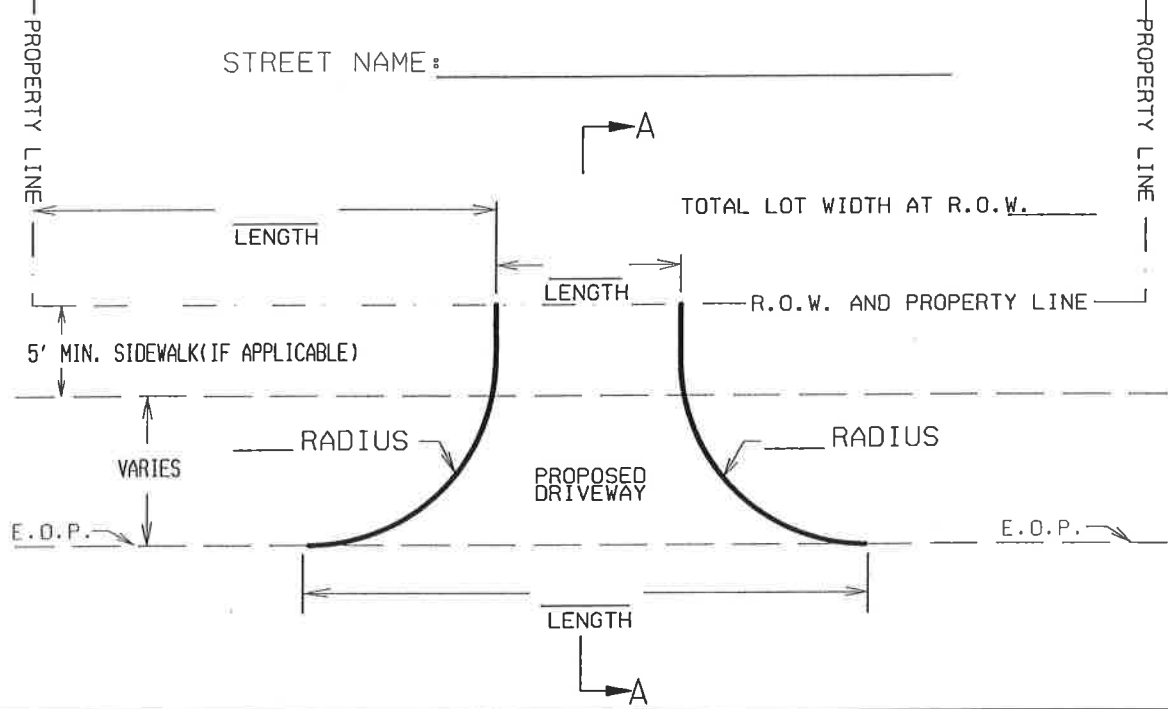 PROPERTY LINE
PROPERTY LINE
STREET NAME:
A
TOTAL LOT WIDTH AT R.O.W.
LENGTH
LENGTH
R.O.W. AND PROPERTY LINE
5' MIN. SIDEWALK(IF APPLICABLE)
RADIUS
RADIUS
VARIES
PROPOSED
DRIVEWAY
E.O.P.
E.O.P.
LENGTH
A